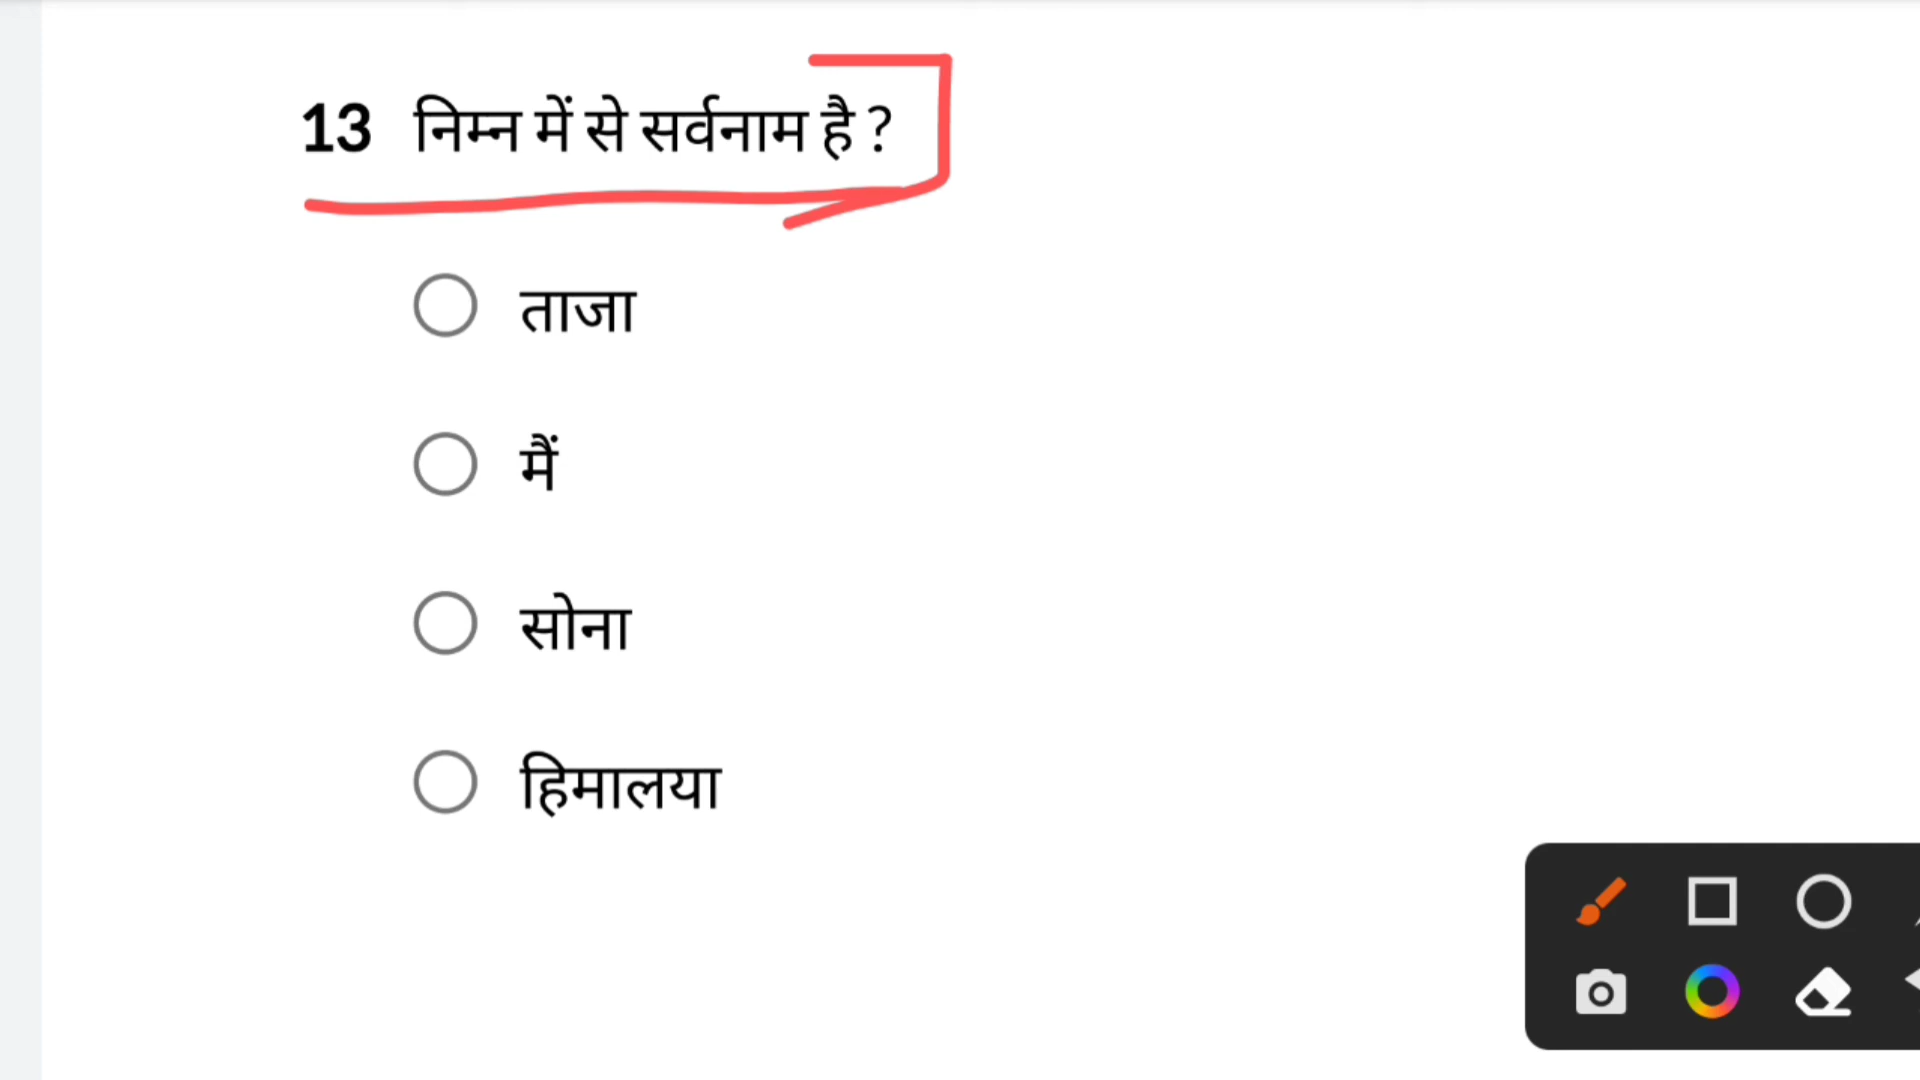 13 निम्न में से सर्वनाम है ?
ताजा
मैं
सोना
हिमालया